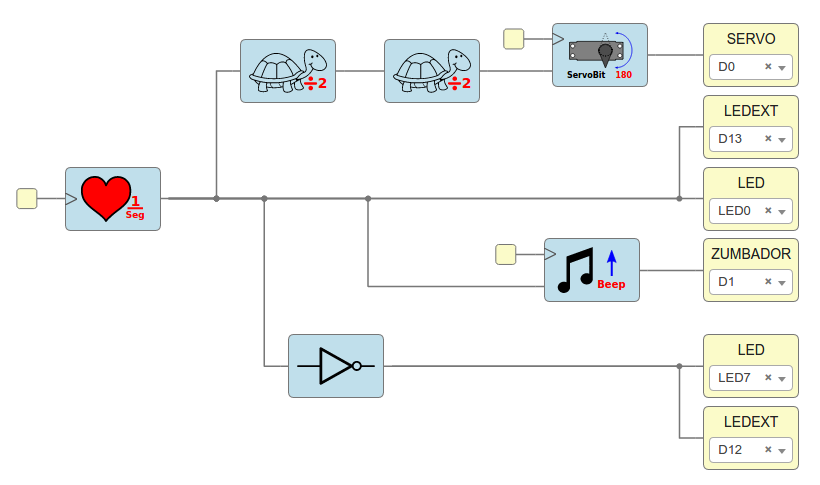 ÷2
÷2
ServoBit 180
SERVO
D0
LEDEXT
D13
1
Seg
LED
LED0
Beep
ZUMBADOR
D1
LED
LED7
LEDEXT
D12